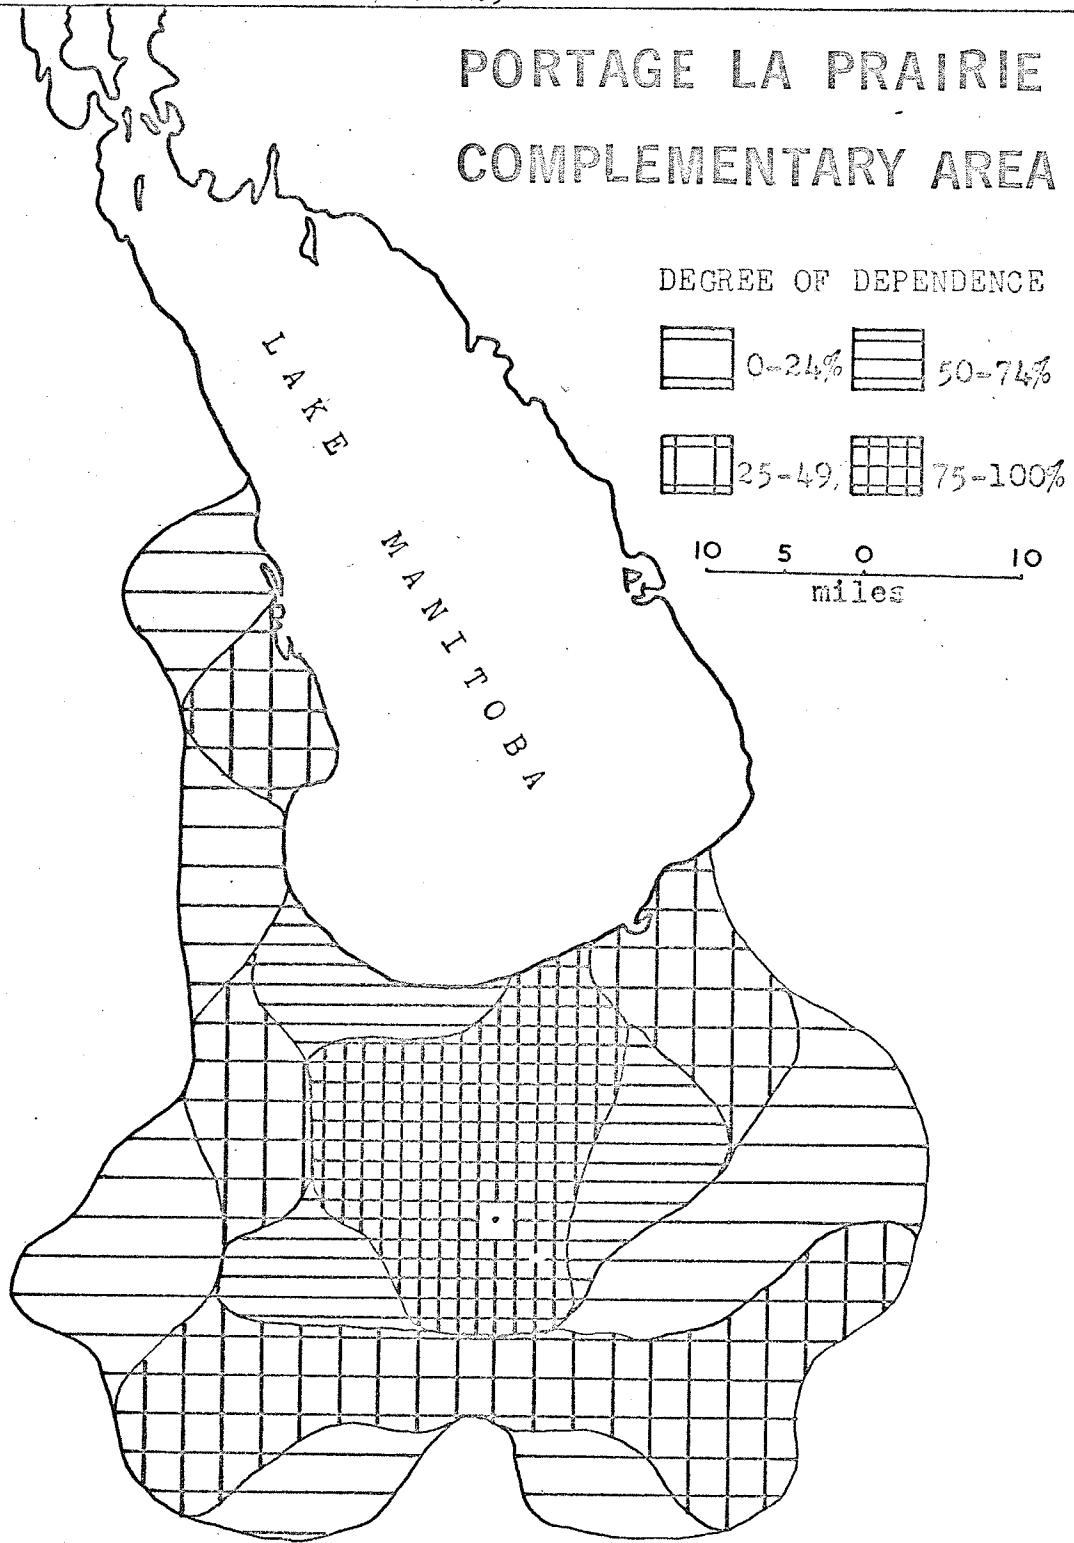 PORTAGE LA PRAIRIE
COMPLEMENTARY AREA
DEGREE OF DEPENDENCE
0-24% 50-74%
25-49, 75-100%
10 5 0 10
miles
LAKE MANITOBA